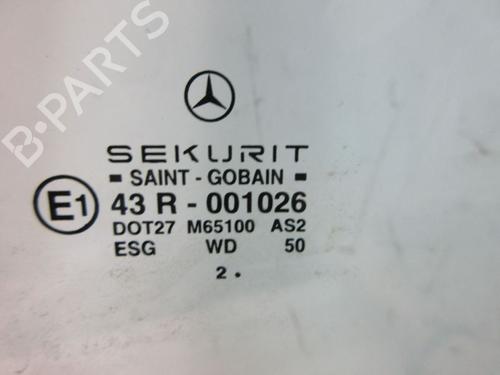 B-PARTS
SEKURIT
SAINT - GOBAIN
E1 43 R - 001026
DOT27 M65100 AS2
ESG WD 50
2 .